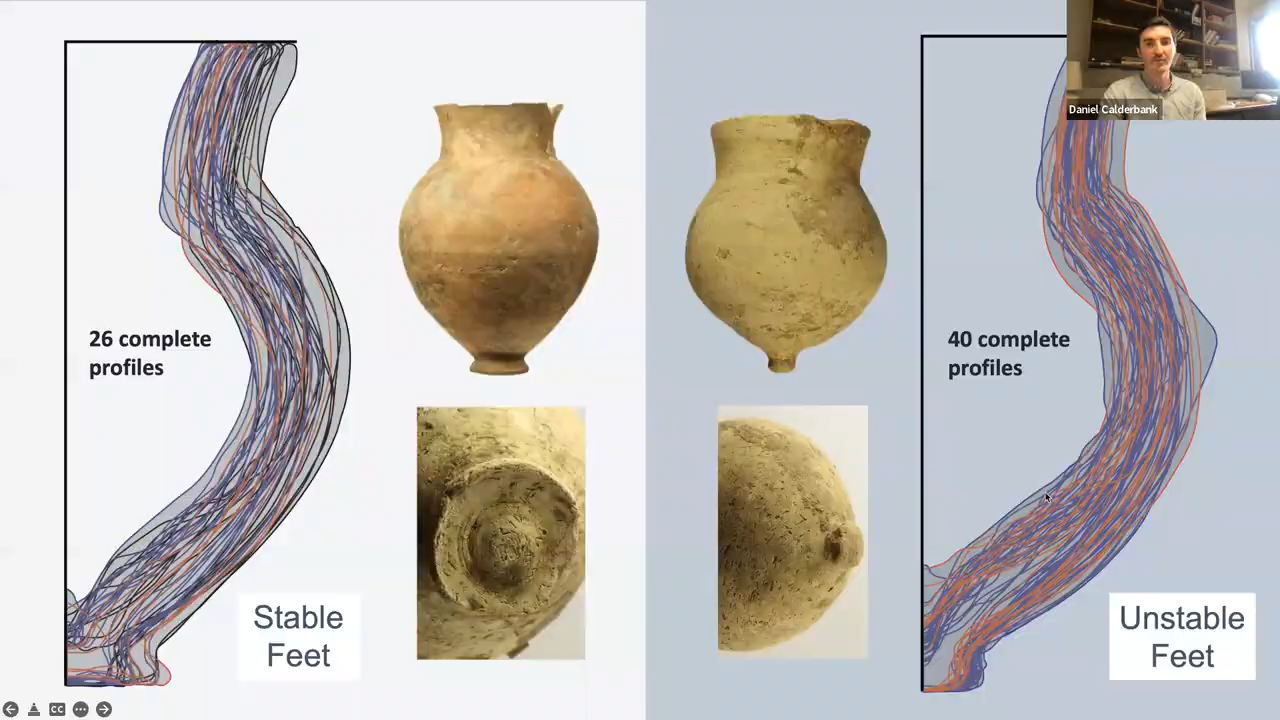 Daniel Calderbank
26 complete
profiles
40 complete
profiles
Stable
Feet
Unstable
Feet
CC